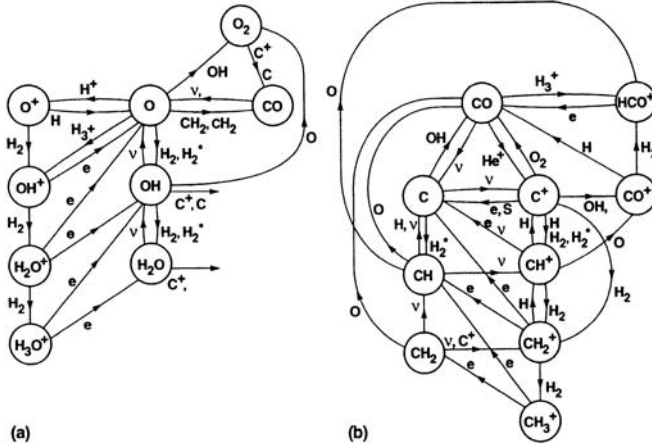 O₂
C⁺
OH
C
H⁺
ν,
O⁺
O
CO
H
CH₂, CH₂
H₂
H₃⁺
ν
H₂, H₂*
O
OH⁺
e
OH
C⁺, C
H₂
e
e
ν
H₂, H₂*
H₂O⁺
H₂O
H₂
e
C⁺,
H₃O⁺
e
(a)
CO
H₃⁺
HCO⁺
e
O
OH
ν
He⁺
O₂
H
H₂
C
ν
C⁺
OH,
CO⁺
e, S
O
H, ν
H₂*
e
ν
H
H
H₂, H₂*
O
CH
ν
CH⁺
H₂
e
e
H
H₂
O
ν
CH₂
ν, C⁺
CH₂⁺
e
e
H₂
CH₃⁺
(b)